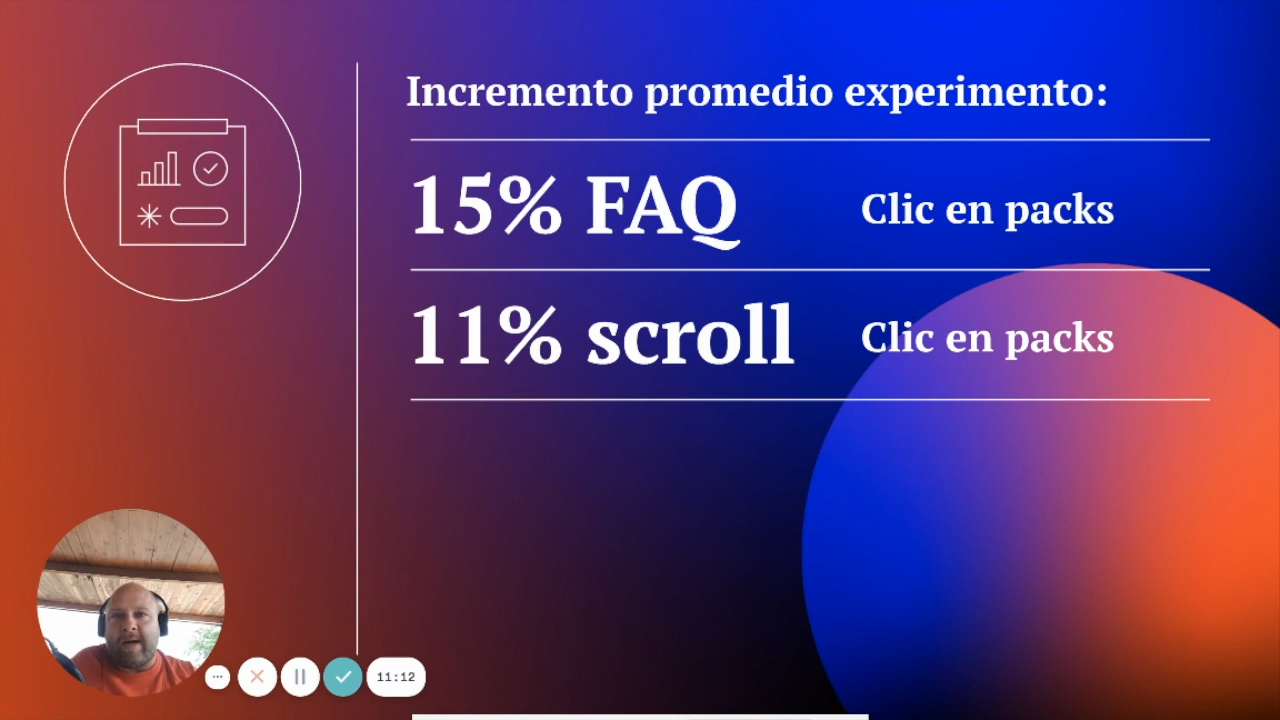 Incremento promedio experimento:
15% FAQ
Clic en packs
11% scroll
Clic en packs
11:12